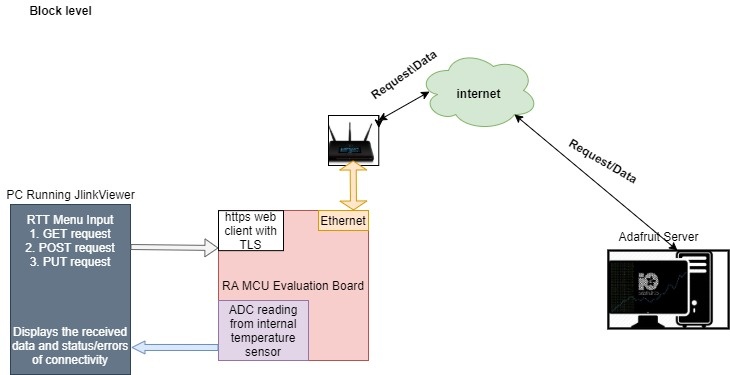 Block level
Request\Data
internet
Request/Data
PC Running JlinkViewer
RTT Menu Input
1. GET request
2. POST request
3. PUT request
Displays the received
data and status/errors
of connectivity
https web
client with
TLS
Ethernet
RA MCU Evaluation Board
ADC reading
from internal
temperature
sensor
Adafruit Server
io